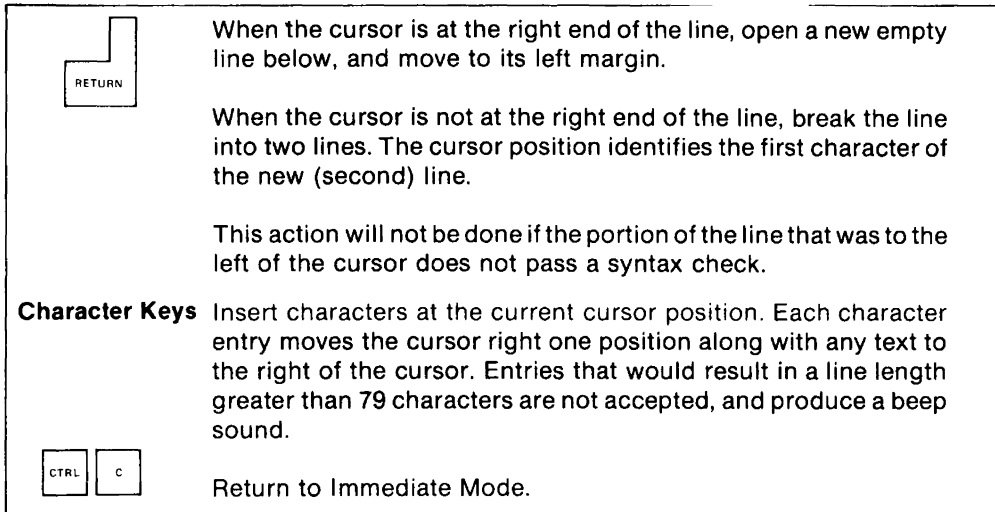 RETURN
When the cursor is at the right end of the line, open a new empty
line below, and move to its left margin.
When the cursor is not at the right end of the line, break the line
into two lines. The cursor position identifies the first character of
the new (second) line.
This action will not be done if the portion of the line that was to the
left of the cursor does not pass a syntax check.
Character Keys Insert characters at the current cursor position. Each character
entry moves the cursor right one position along with any text to
the right of the cursor. Entries that would result in a line length
greater than 79 characters are not accepted, and produce a beep
sound.
CTRL C
Return to Immediate Mode.